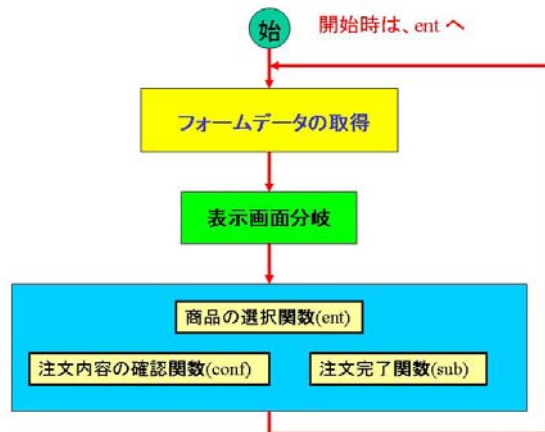 始
開始時は、ent へ
フォームデータの取得
表示画面分岐
商品の選択関数(ent)
注文内容の確認関数(conf)
注文完了関数(sub)